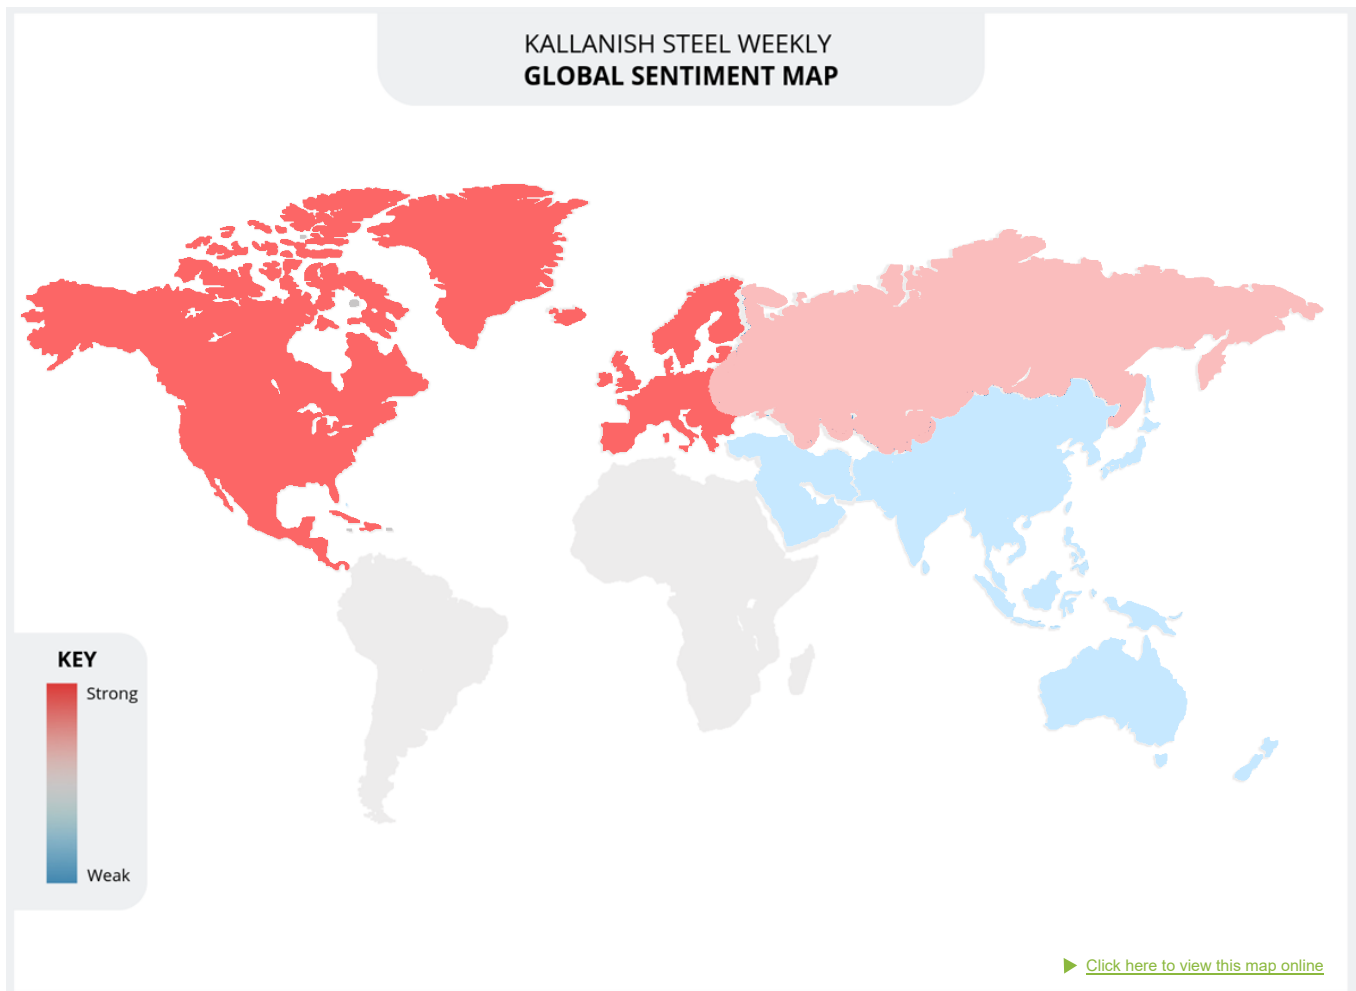 KALLANISH STEEL WEEKLY
GLOBAL SENTIMENT MAP
KEY
Strong
Weak
Click here to view this map online